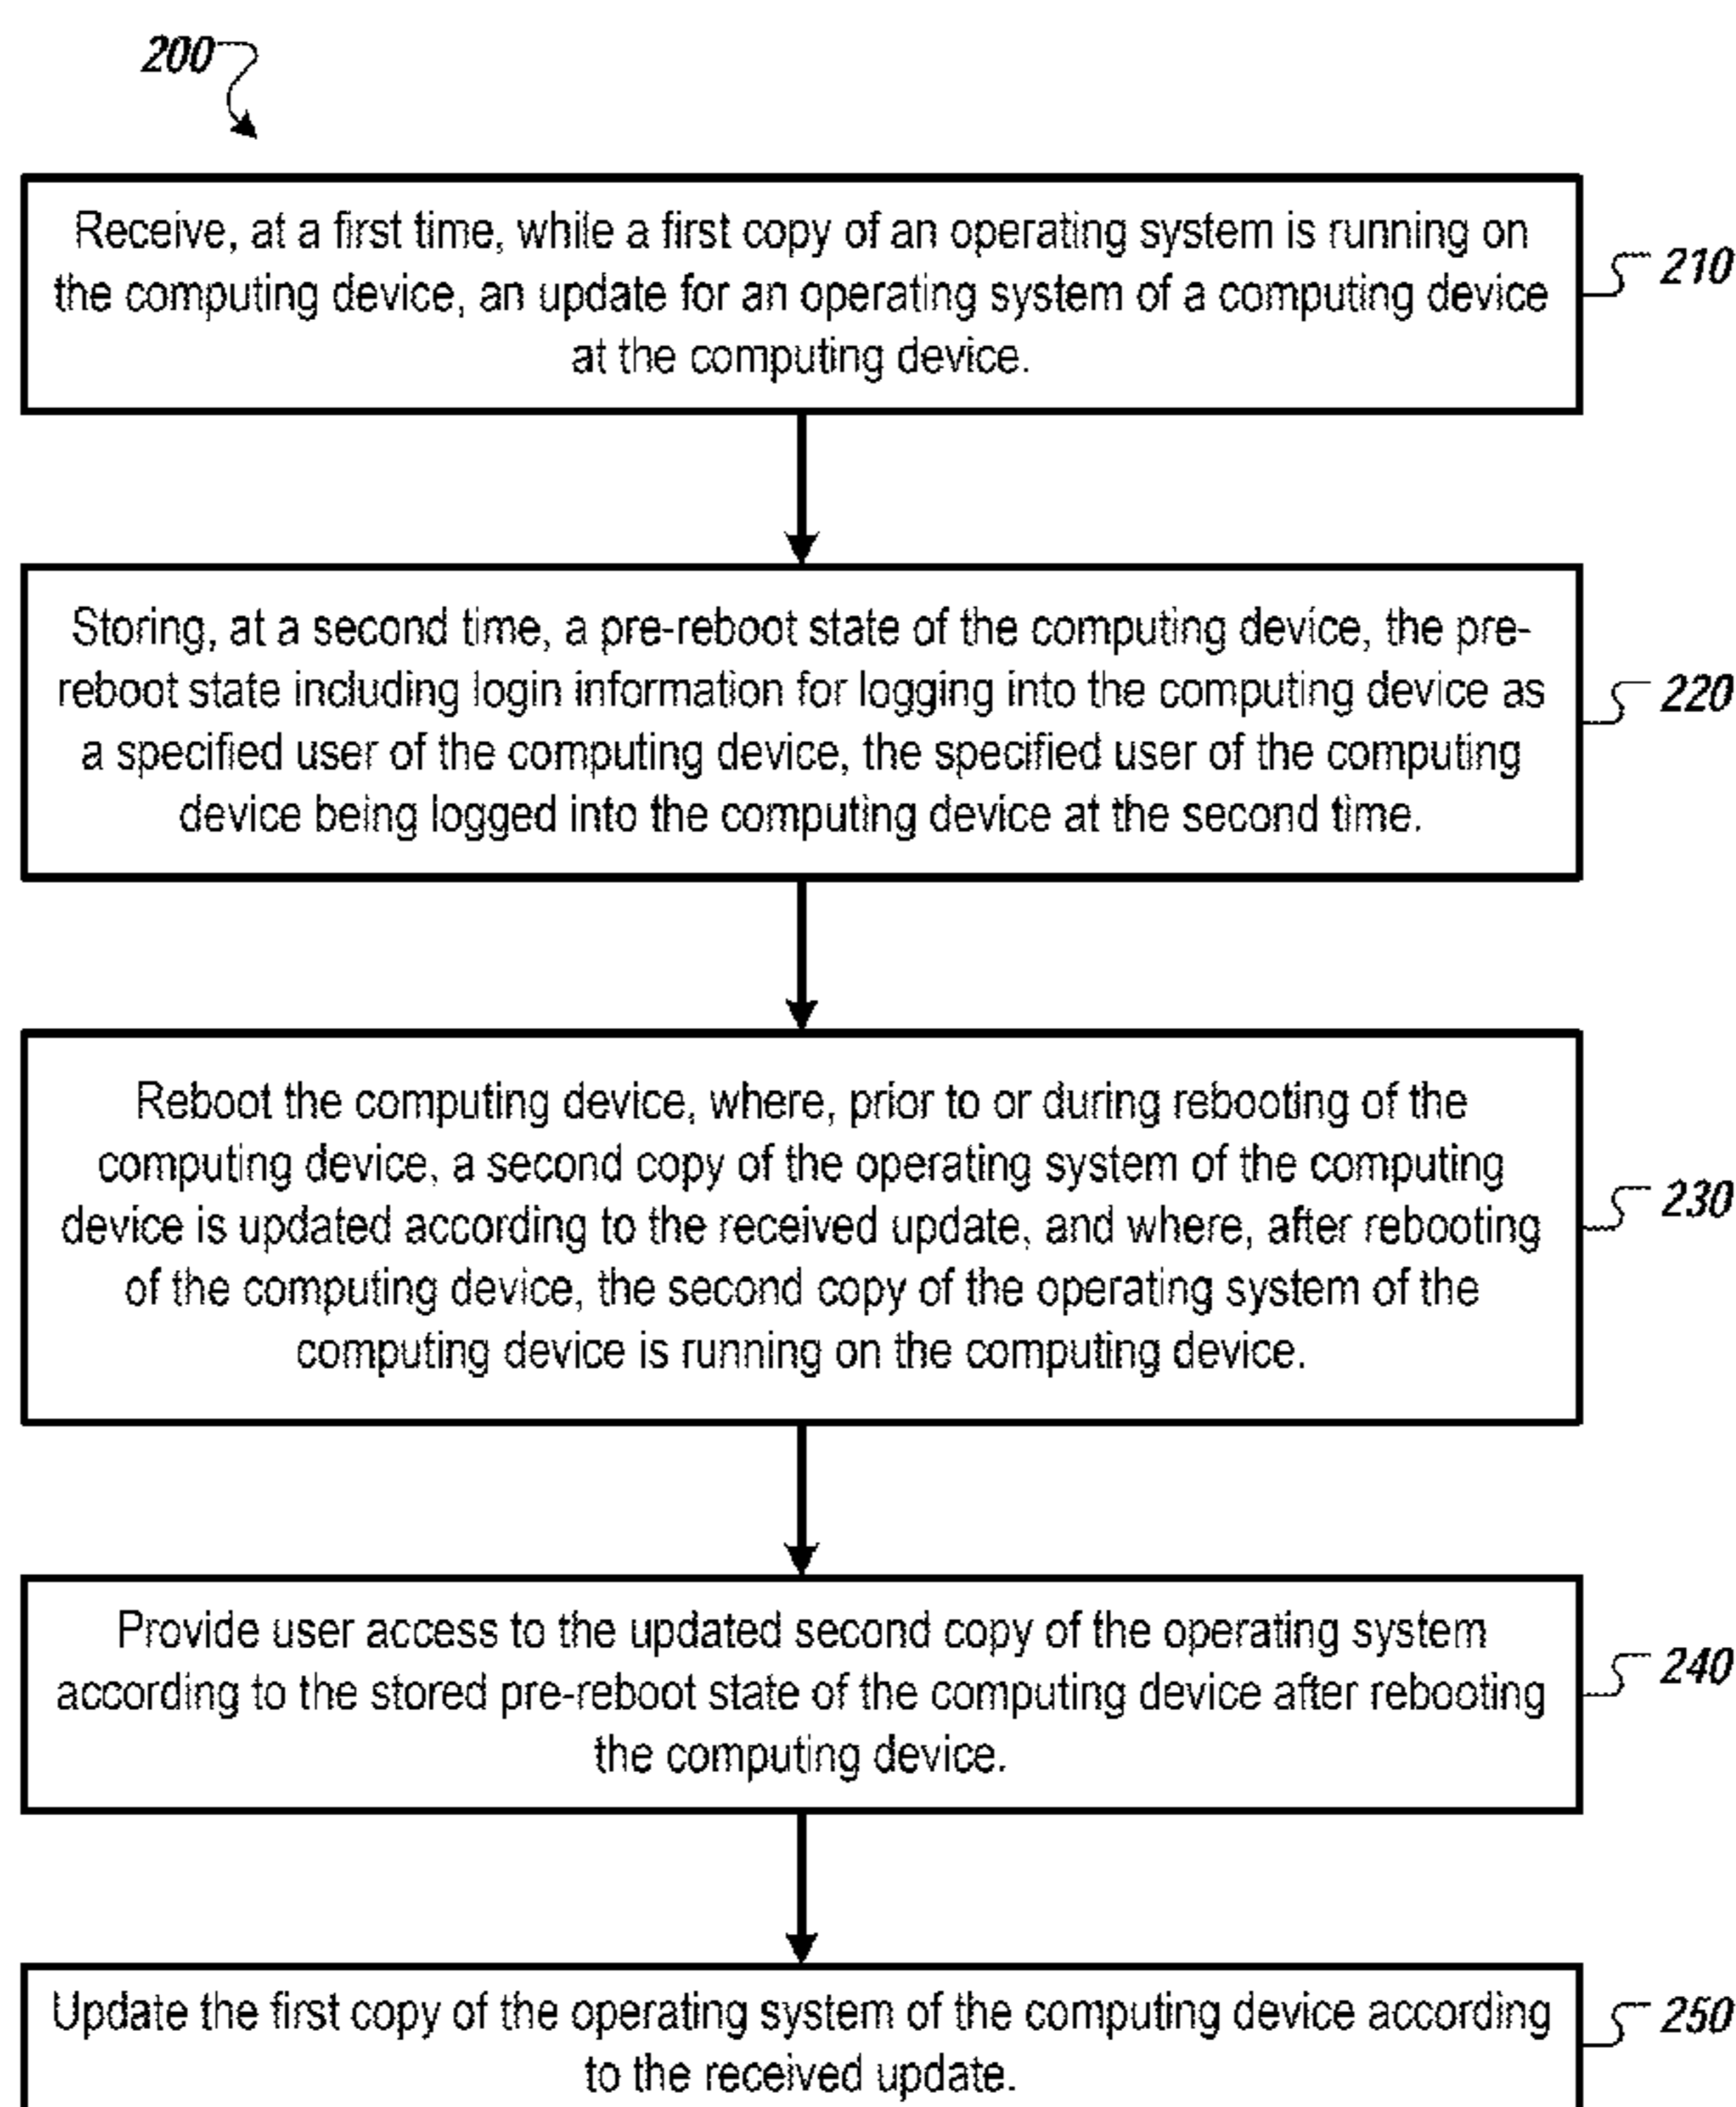 200
Receive, at a first time, while a first copy of an operating system is running on
the computing device, an update for an operating system of a computing device
at the computing device.
210
Storing, at a second time, a pre-reboot state of the computing device, the pre-
reboot state including login information for logging into the computing device as
a specified user of the computing device, the specified user of the computing
device being logged into the computing device at the second time.
220
Reboot the computing device, where, prior to or during rebooting of the
computing device, a second copy of the operating system of the computing
device is updated according to the received update, and where, after rebooting
of the computing device, the second copy of the operating system of the
computing device is running on the computing device.
230
Provide user access to the updated second copy of the operating system
according to the stored pre-reboot state of the computing device after rebooting
the computing device.
240
Update the first copy of the operating system of the computing device according
to the received update.
250